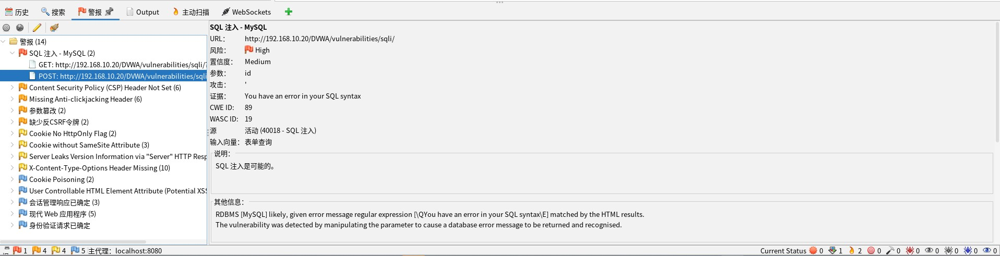 历史 搜索 警报 Output 主动扫描 WebSockets
警报 (14)
SQL 注入 - MySQL (2)
GET: http://192.168.10.20/DVWA/vulnerabilities/sqli/?
POST: http://192.168.10.20/DVWA/vulnerabilities/sqli
Content Security Policy (CSP) Header Not Set (6)
Missing Anti-clickjacking Header (6)
参数篡改 (2)
缺少反CSRF令牌 (2)
Cookie No HttpOnly Flag (2)
Cookie without SameSite Attribute (3)
Server Leaks Version Information via "Server" HTTP Resp
X-Content-Type-Options Header Missing (10)
Cookie Poisoning (2)
User Controllable HTML Element Attribute (Potential XSS
会话管理响应已确定 (3)
现代 Web 应用程序 (5)
身份验证请求已确定
SQL 注入 - MySQL
URL: http://192.168.10.20/DVWA/vulnerabilities/sqli/
风险: High
置信度: Medium
参数: id
攻击: '
证据: You have an error in your SQL syntax
CWE ID: 89
WASC ID: 19
源 活动 (40018 - SQL 注入)
输入向量: 表单查询
说明:
SQL 注入是可能的。
其他信息:
RDBMS [MySQL] likely, given error message regular expression [\QYou have an error in your SQL syntax\E] matched by the HTML results.
The vulnerability was detected by manipulating the parameter to cause a database error message to be returned and recognised.
1 4 4 5 主代理: localhost:8080 Current Status 0 1 2 0 0 0 0 0 0 0